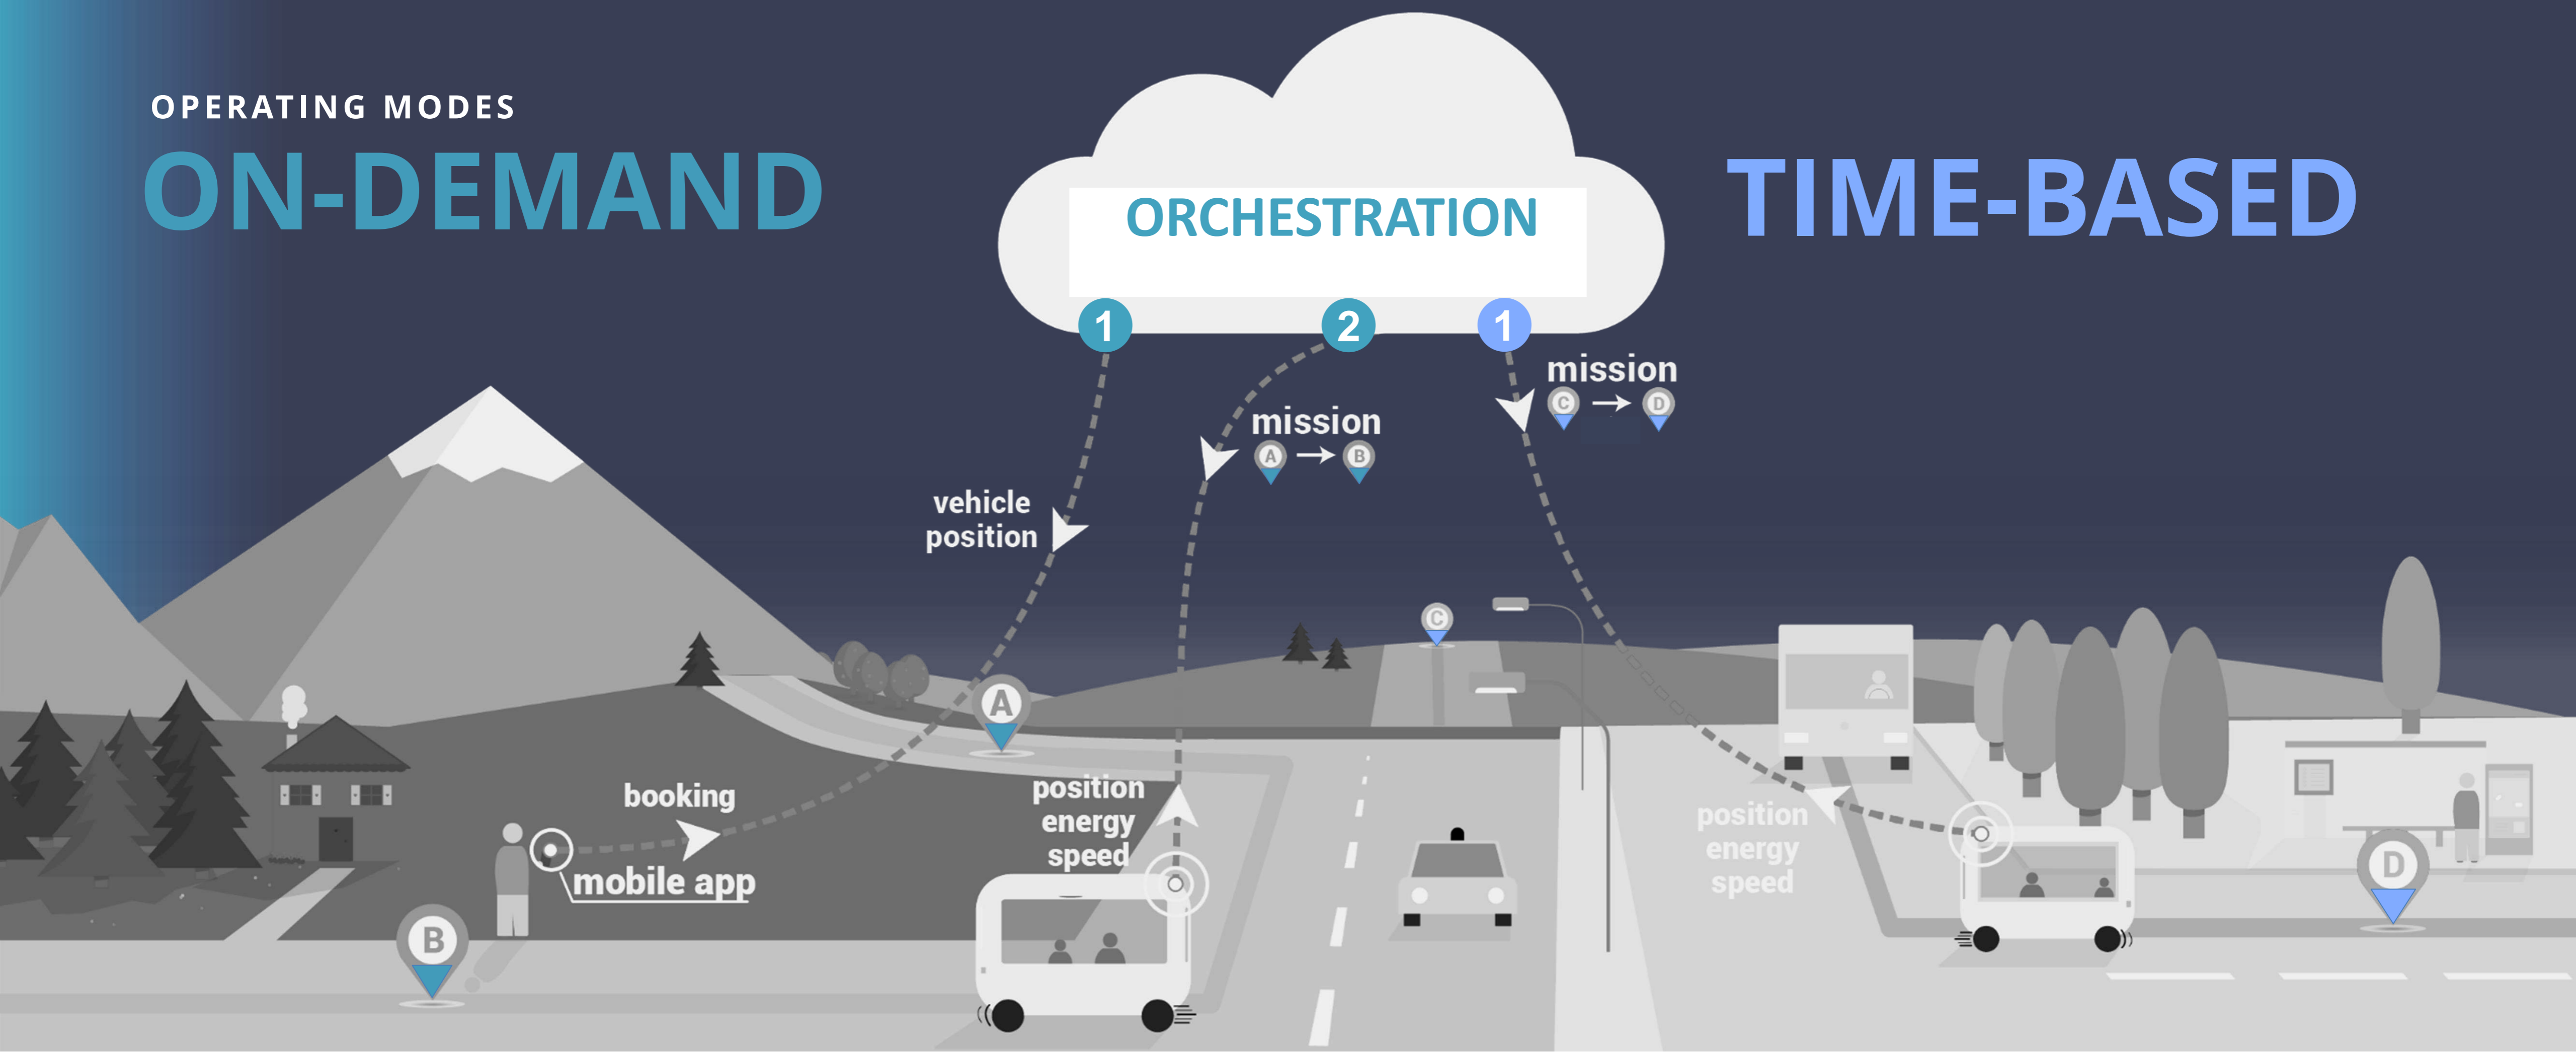 OPERATING MODES
ON-DEMAND
TIME-BASED
ORCHESTRATION
1
2
1
mission
C
D
mission
A
B
vehicle
position
C
A
booking
mobile app
B
position
energy
speed
position
energy
speed
D